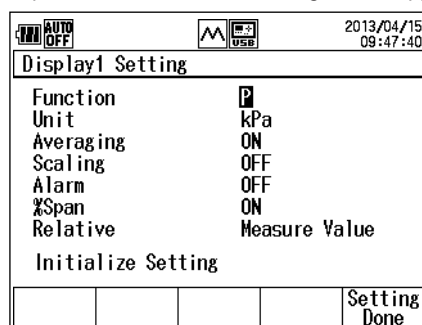 AUTO OFF USB 2013/04/15
09:47:40
Display1 Setting
Function P
Unit kPa
Averaging ON
Scaling OFF
Alarm OFF
%Span ON
Relative Measure Value
Initialize Setting
Setting
Done